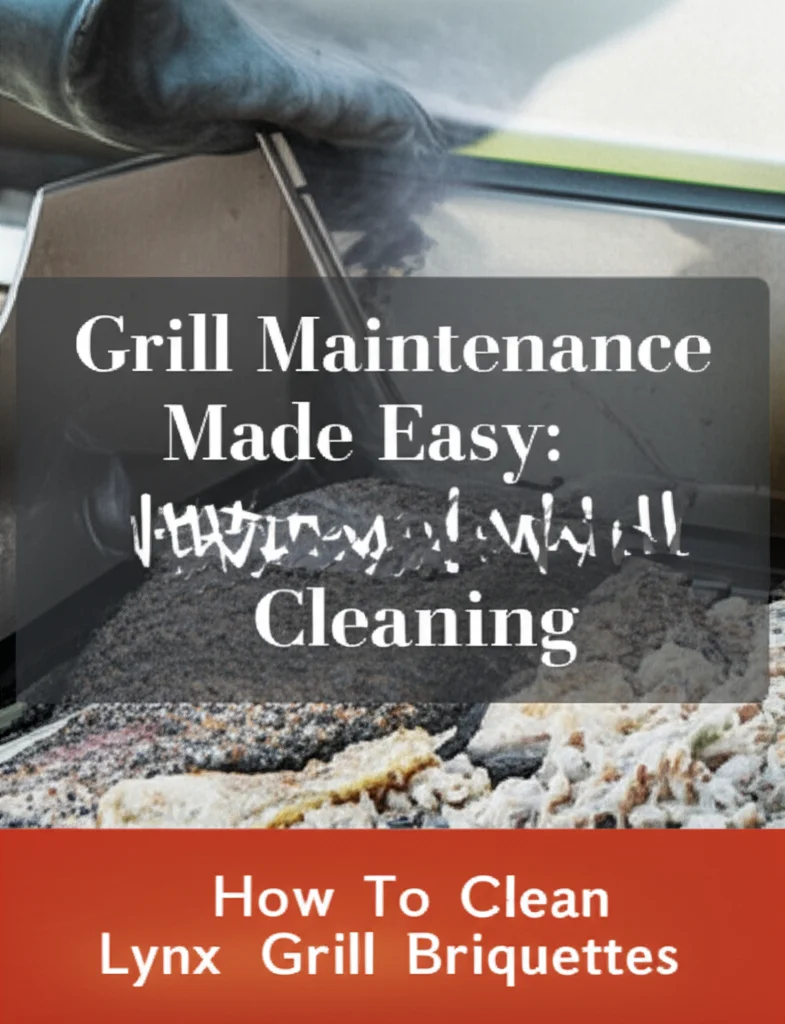 Grill Maintenance
Made Easy:
Cleaning
How To Clean
Lynx Grill Briquettes